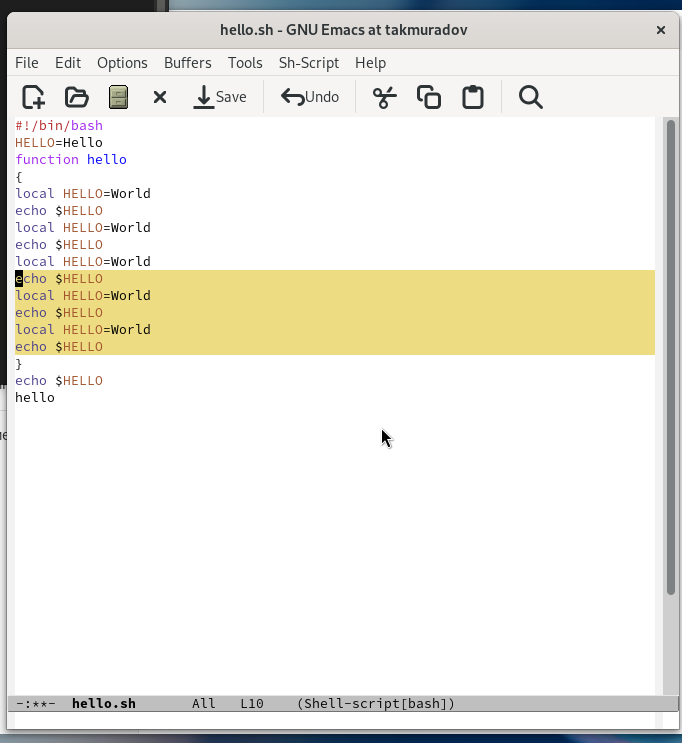 hello.sh - GNU Emacs at takmuradov
File Edit Options Buffers Tools Sh-Script Help
Save Undo
#!/bin/bash
HELLO=Hello
function hello
{
local HELLO=World
echo $HELLO
local HELLO=World
echo $HELLO
local HELLO=World
echo $HELLO
local HELLO=World
echo $HELLO
local HELLO=World
echo $HELLO
}
echo $HELLO
hello
-:**- hello.sh All L10 (Shell-script[bash])